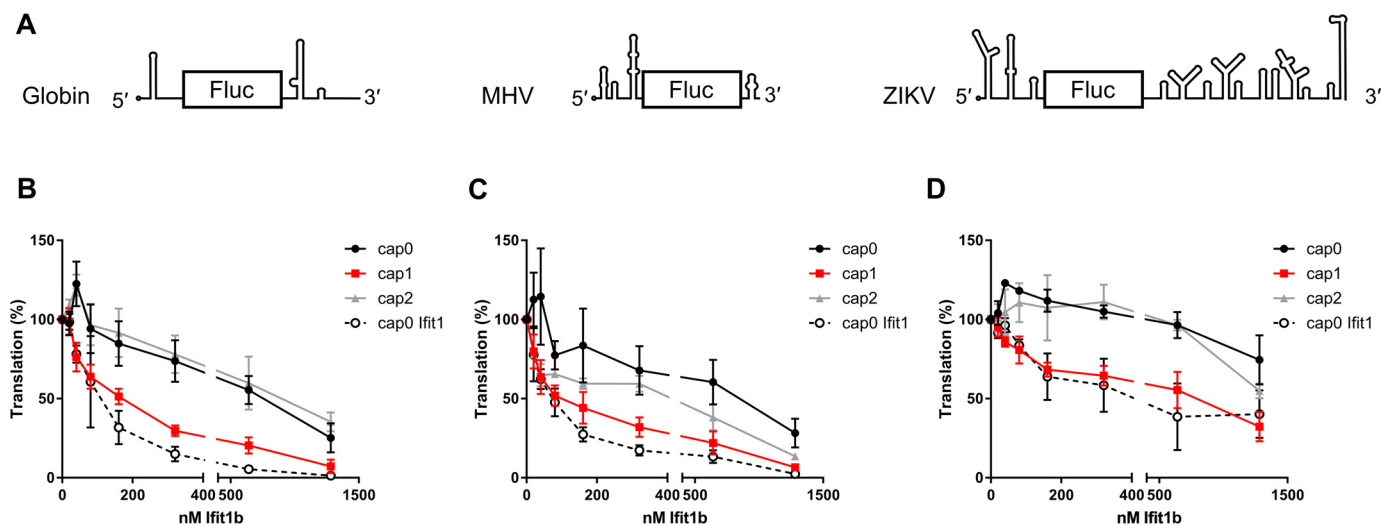 A
Globin 5′ Fluc 3′
MHV 5′ Fluc 3′
ZIKV 5′ Fluc 3′
B
Translation (%)
150
100
50
0
0 200 400 500 1500
nM Ifit1b
cap0
cap1
cap2
cap0 Ifit1
C
Translation (%)
150
100
50
0
0 200 400 500 1500
nM Ifit1b
cap0
cap1
cap2
cap0 Ifit1
D
Translation (%)
150
100
50
0
0 200 400 500 1500
nM Ifit1b
cap0
cap1
cap2
cap0 Ifit1